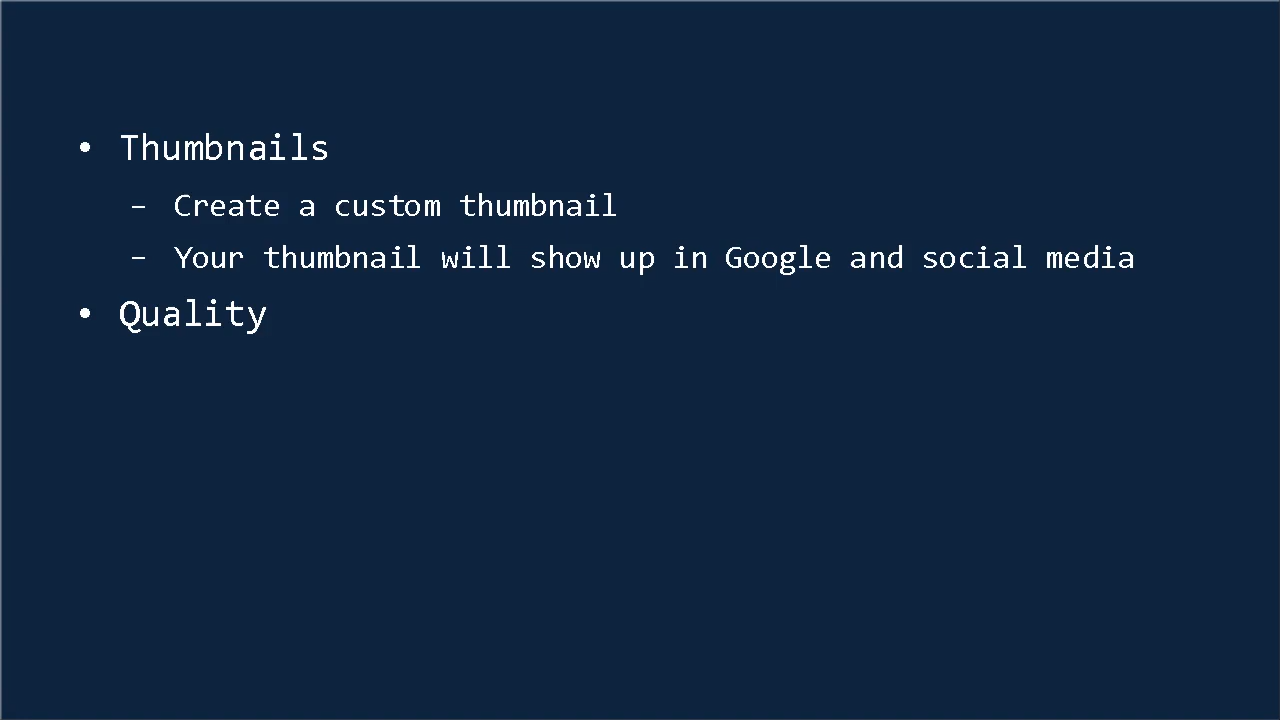 • Thumbnails
– Create a custom thumbnail
– Your thumbnail will show up in Google and social media
• Quality